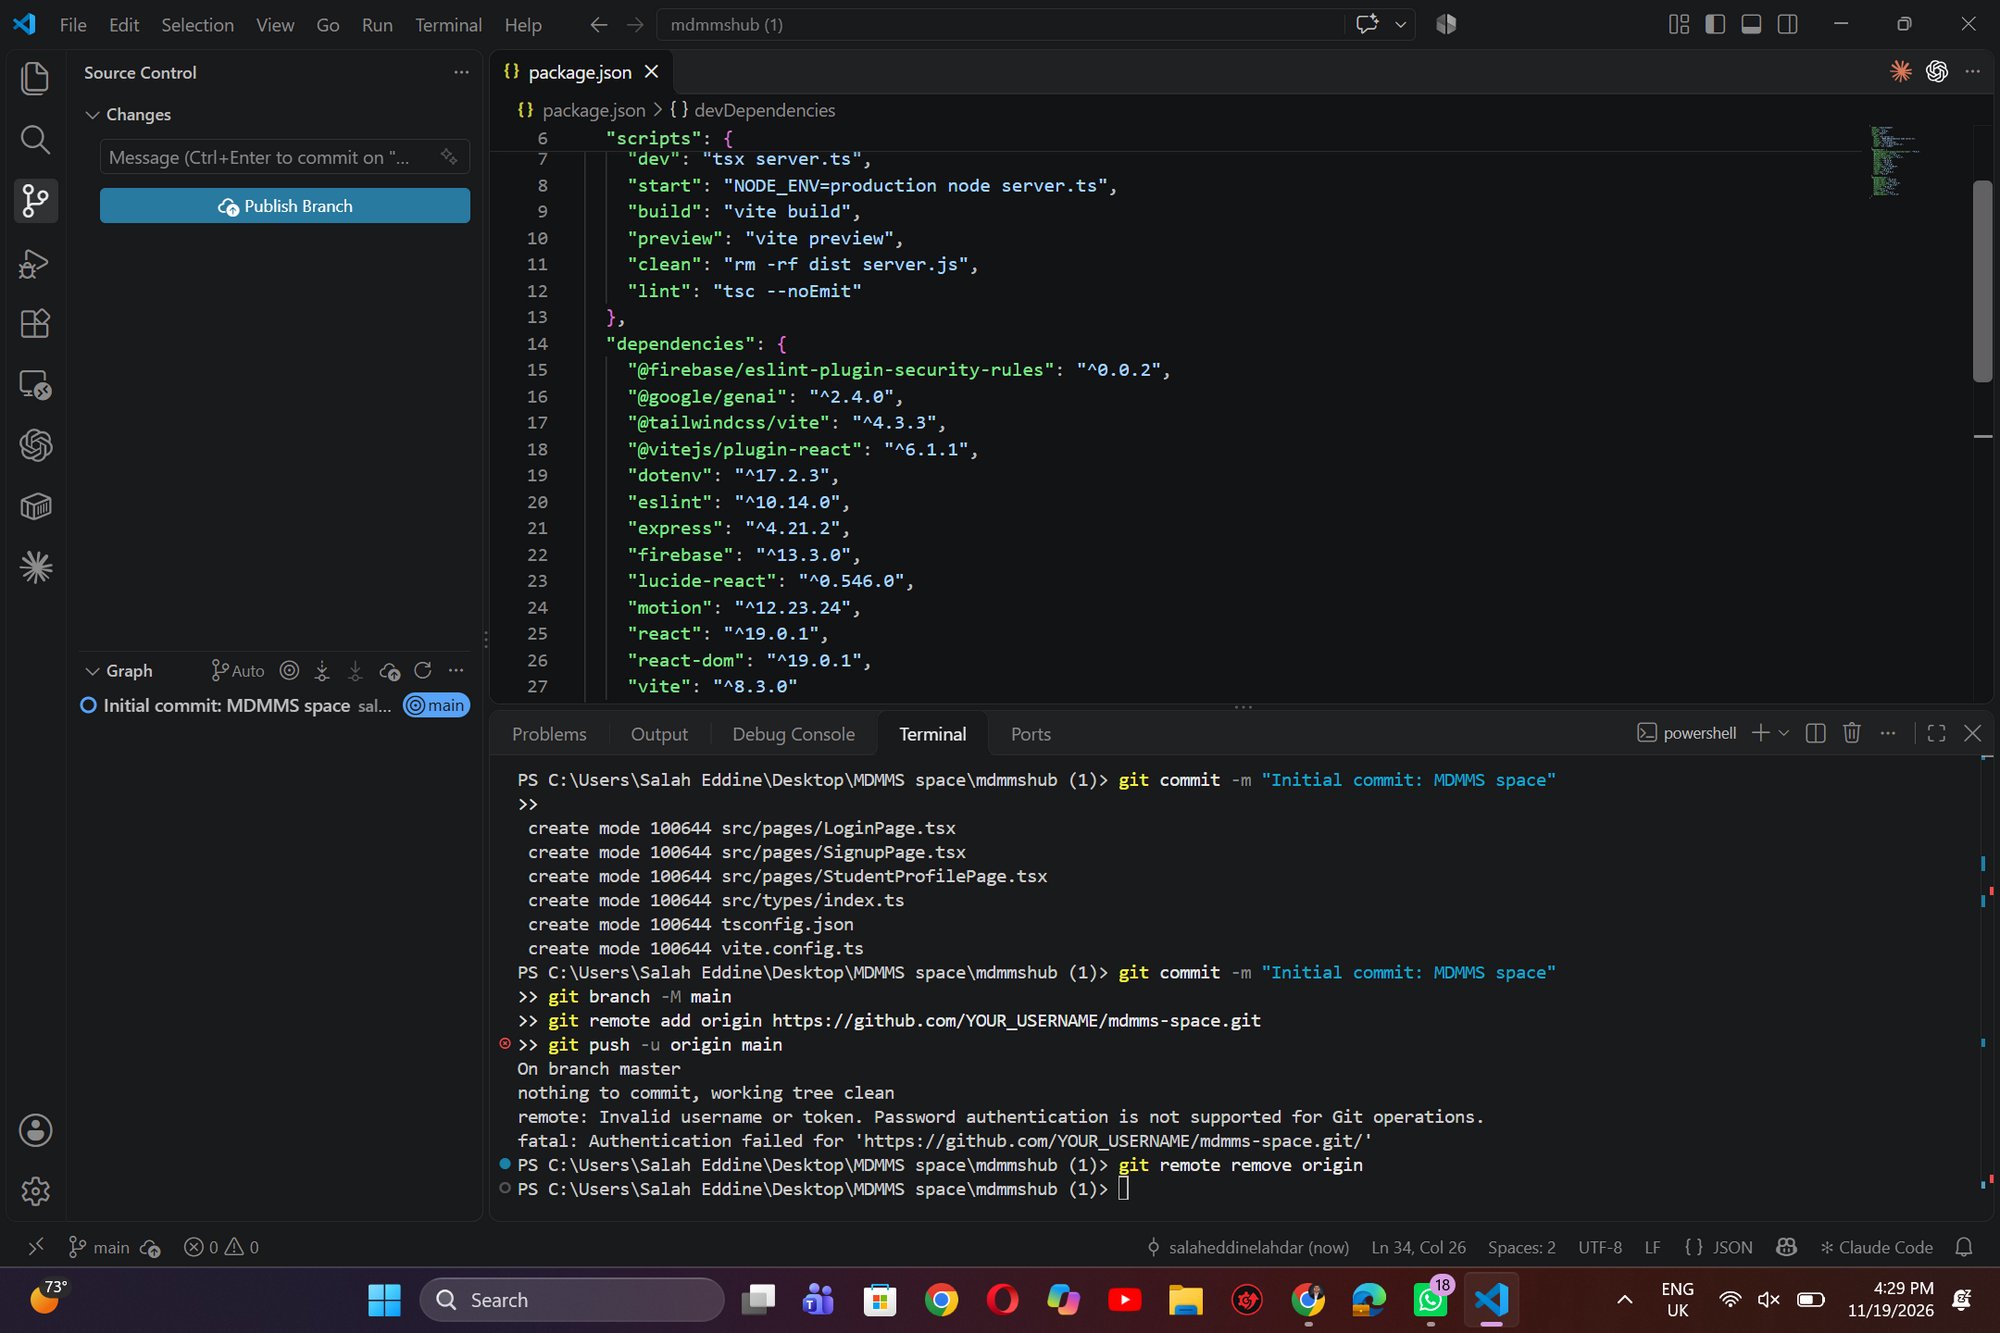 File Edit Selection View Go Run Terminal Help
mdmmshub (1)
Source Control
Changes
Message (Ctrl+Enter to commit on "...
Publish Branch
Graph
Auto
Initial commit: MDMMS space sal... main
package.json
package.json > {} devDependencies
6 "scripts": {
7 "dev": "tsx server.ts",
8 "start": "NODE_ENV=production node server.ts",
9 "build": "vite build",
10 "preview": "vite preview",
11 "clean": "rm -rf dist server.js",
12 "lint": "tsc --noEmit"
13 },
14 "dependencies": {
15 "@firebase/eslint-plugin-security-rules": "^0.0.2",
16 "@google/genai": "^2.4.0",
17 "@tailwindcss/vite": "^4.3.3",
18 "@vitejs/plugin-react": "^6.1.1",
19 "dotenv": "^17.2.3",
20 "eslint": "^10.14.0",
21 "express": "^4.21.2",
22 "firebase": "^13.3.0",
23 "lucide-react": "^0.546.0",
24 "motion": "^12.23.24",
25 "react": "^19.0.1",
26 "react-dom": "^19.0.1",
27 "vite": "^8.3.0"
Problems Output Debug Console Terminal Ports
powershell
PS C:\Users\Salah Eddine\Desktop\MDMMS space\mdmmshub (1)> git commit -m "Initial commit: MDMMS space"
>>
create mode 100644 src/pages/LoginPage.tsx
create mode 100644 src/pages/SignupPage.tsx
create mode 100644 src/pages/StudentProfilePage.tsx
create mode 100644 src/types/index.ts
create mode 100644 tsconfig.json
create mode 100644 vite.config.ts
PS C:\Users\Salah Eddine\Desktop\MDMMS space\mdmmshub (1)> git commit -m "Initial commit: MDMMS space"
>> git branch -M main
>> git remote add origin https://github.com/YOUR_USERNAME/mdmms-space.git
>> git push -u origin main
On branch master
nothing to commit, working tree clean
remote: Invalid username or token. Password authentication is not supported for Git operations.
fatal: Authentication failed for 'https://github.com/YOUR_USERNAME/mdmms-space.git/'
PS C:\Users\Salah Eddine\Desktop\MDMMS space\mdmmshub (1)> git remote remove origin
PS C:\Users\Salah Eddine\Desktop\MDMMS space\mdmmshub (1)>
main 0 0 salaheddinelahdar (now) Ln 34, Col 26 Spaces: 2 UTF-8 LF {} JSON Claude Code
73°
Search
18
ENG
UK
4:29 PM
11/19/2026